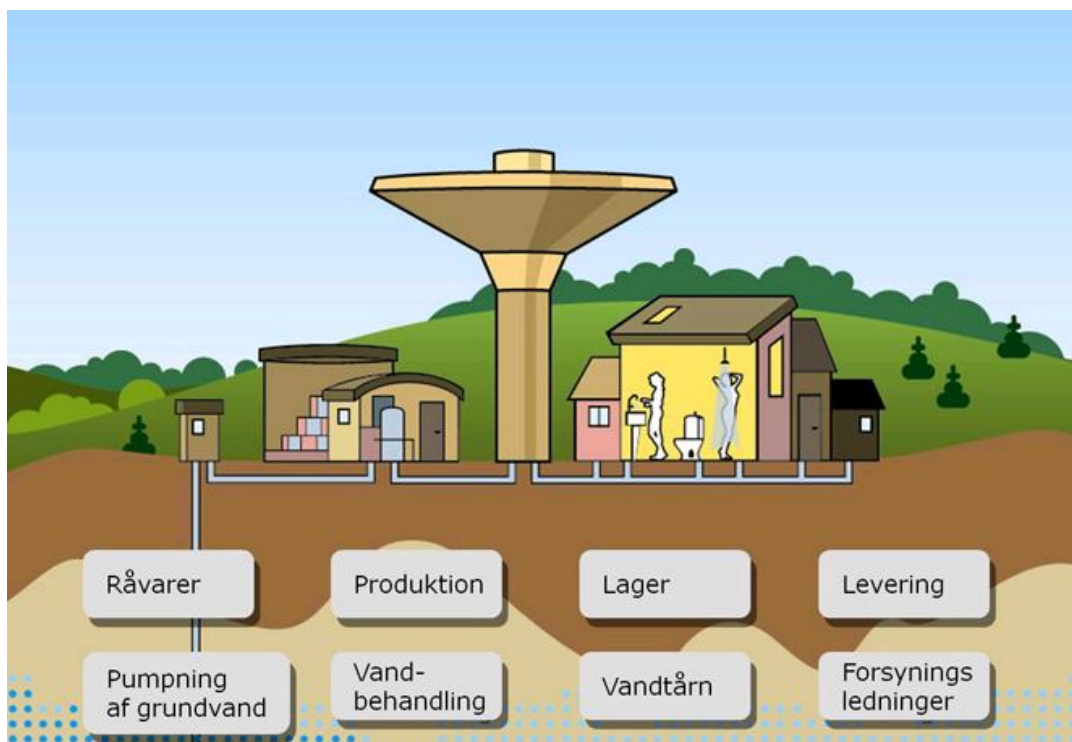 Råvarer
Produktion
Lager
Levering
Pumpning
af grundvand
Vand-
behandling
Vandtårn
Forsynings
ledninger